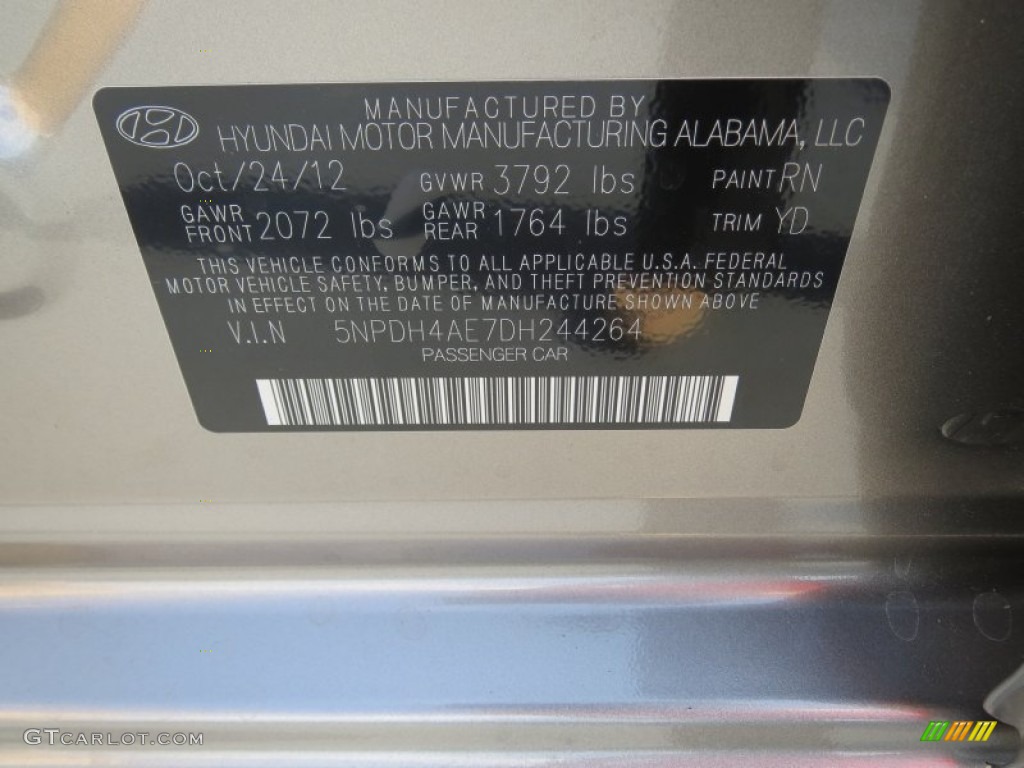 MANUFACTURED BY
HYUNDAI MOTOR MANUFACTURING ALABAMA, LLC
Oct/24/12 GVWR 3792 lbs PAINT RN
GAWR FRONT 2072 lbs GAWR REAR 1764 lbs TRIM YD
THIS VEHICLE CONFORMS TO ALL APPLICABLE U.S.A. FEDERAL
MOTOR VEHICLE SAFETY, BUMPER, AND THEFT PREVENTION STANDARDS
IN EFFECT ON THE DATE OF MANUFACTURE SHOWN ABOVE
V.I.N 5NPDH4AE7DH244264
PASSENGER CAR
GTCARLOT.COM